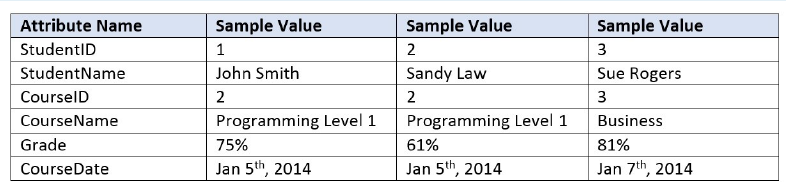 Attribute Name Sample Value Sample Value Sample Value
StudentID 1 2 3
StudentName John Smith Sandy Law Sue Rogers
CourseID 2 2 3
CourseName Programming Level 1 Programming Level 1 Business
Grade 75% 61% 81%
CourseDate Jan 5th, 2014 Jan 5th, 2014 Jan 7th, 2014